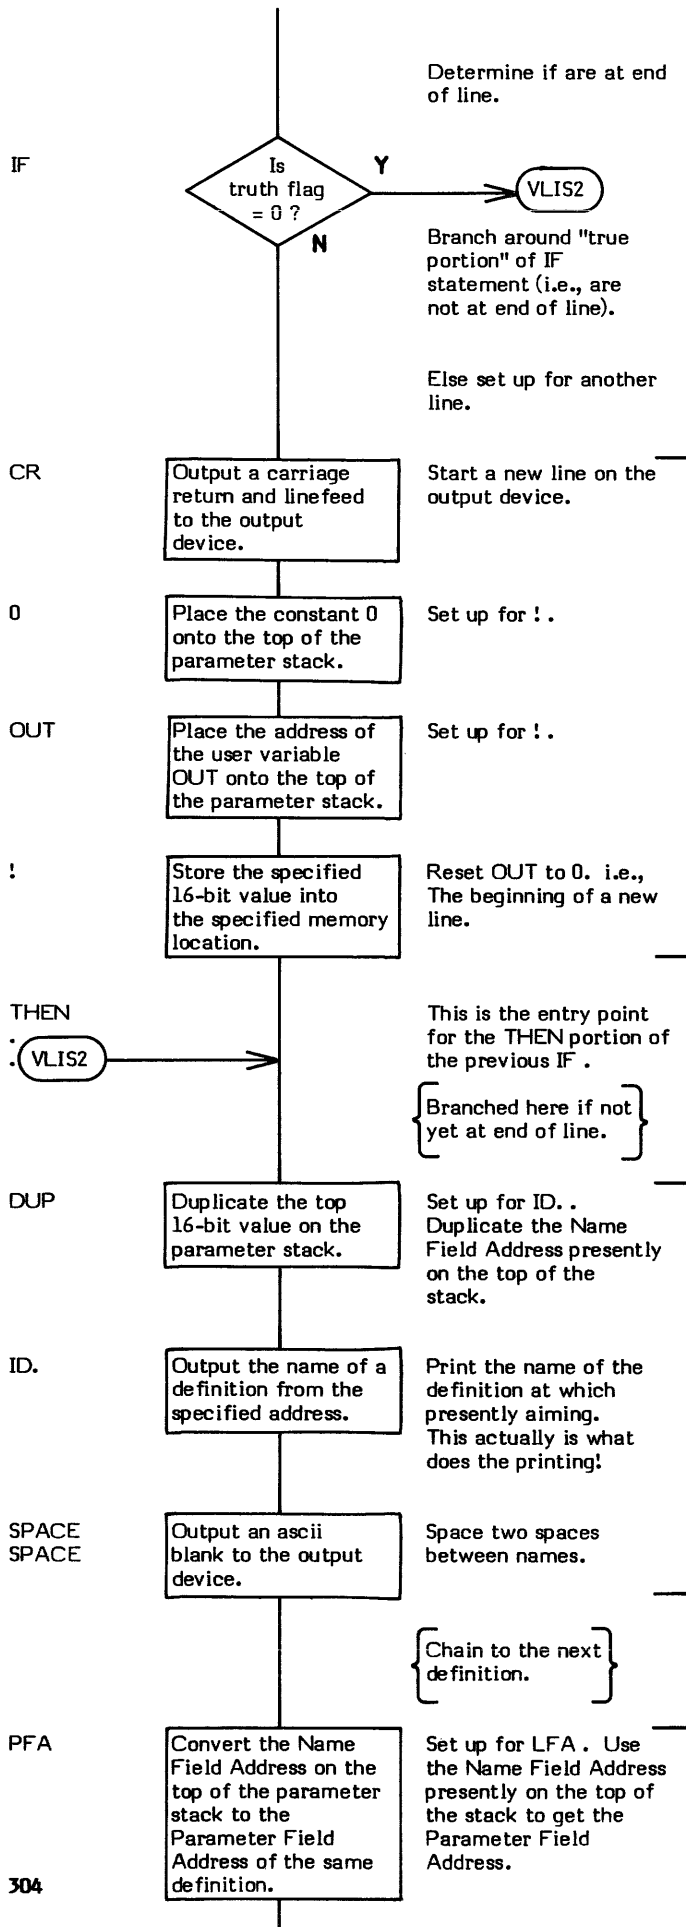 Determine if are at end
of line.
IF
Is
truth flag
= 0 ?
Y
VLIS2
N
Branch around "true
portion" of IF
statement (i.e., are
not at end of line).
Else set up for another
line.
CR
Output a carriage
return and linefeed
to the output
device.
Start a new line on the
output device.
0
Place the constant 0
onto the top of the
parameter stack.
Set up for ! .
OUT
Place the address of
the user variable
OUT onto the top of
the parameter stack.
Set up for ! .
!
Store the specified
16-bit value into
the specified memory
location.
Reset OUT to 0. i.e.,
The beginning of a new
line.
THEN
:
VLIS2
This is the entry point
for the THEN portion of
the previous IF .
Branched here if not
yet at end of line.
DUP
Duplicate the top
16-bit value on the
parameter stack.
Set up for ID. .
Duplicate the Name
Field Address presently
on the top of the
stack.
ID.
Output the name of a
definition from the
specified address.
Print the name of the
definition at which
presently aiming.
This actually is what
does the printing!
SPACE
SPACE
Output an ascii
blank to the output
device.
Space two spaces
between names.
Chain to the next
definition.
PFA
Convert the Name
Field Address on the
top of the parameter
stack to the
Parameter Field
Address of the same
definition.
Set up for LFA . Use
the Name Field Address
presently on the top of
the stack to get the
Parameter Field
Address.
304